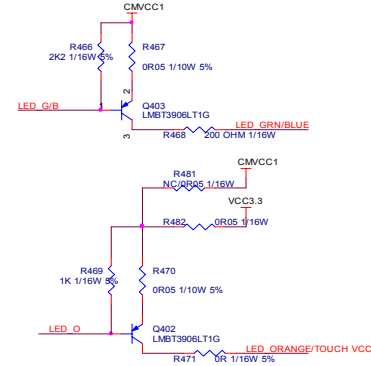 CMVCC1
R466
2K2 1/16W 5%
R467
0R05 1/10W 5%
LED_G/B
1
2
3
Q403
LMBT3906LT1G
LED_GRN/BLUE
R468
200 OHM 1/16W
CMVCC1
R481
NC/0R05 1/16W
VCC3.3
R482
0R05 1/16W
R469
1K 1/16W 5%
R470
0R05 1/10W 5%
LED_O
Q402
LMBT3906LT1G
LED_ORANGE/TOUCH VCC
R471
0R 1/16W 5%